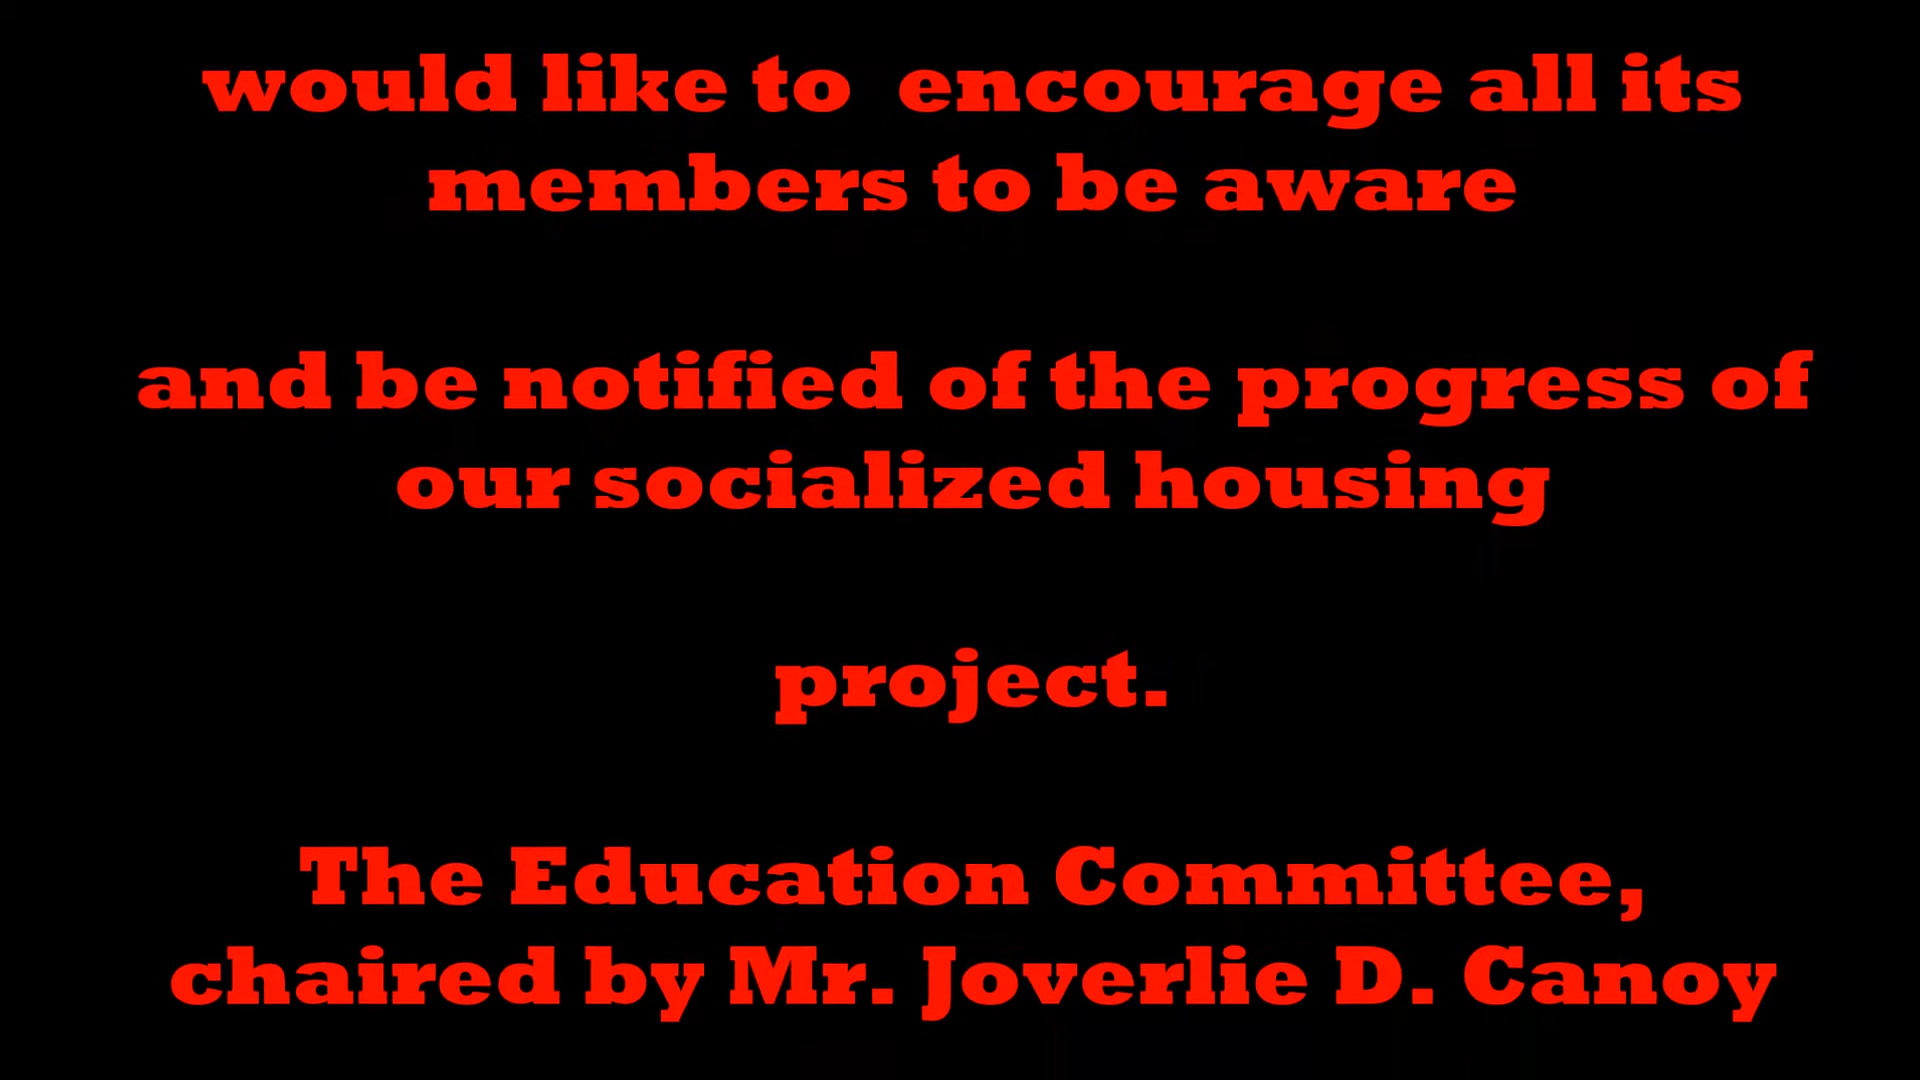 would like to  encourage all its
members to be aware
and be notified of the progress of
our socialized housing
project.
The Education Committee,
chaired by Mr. Joverlie D. Canoy